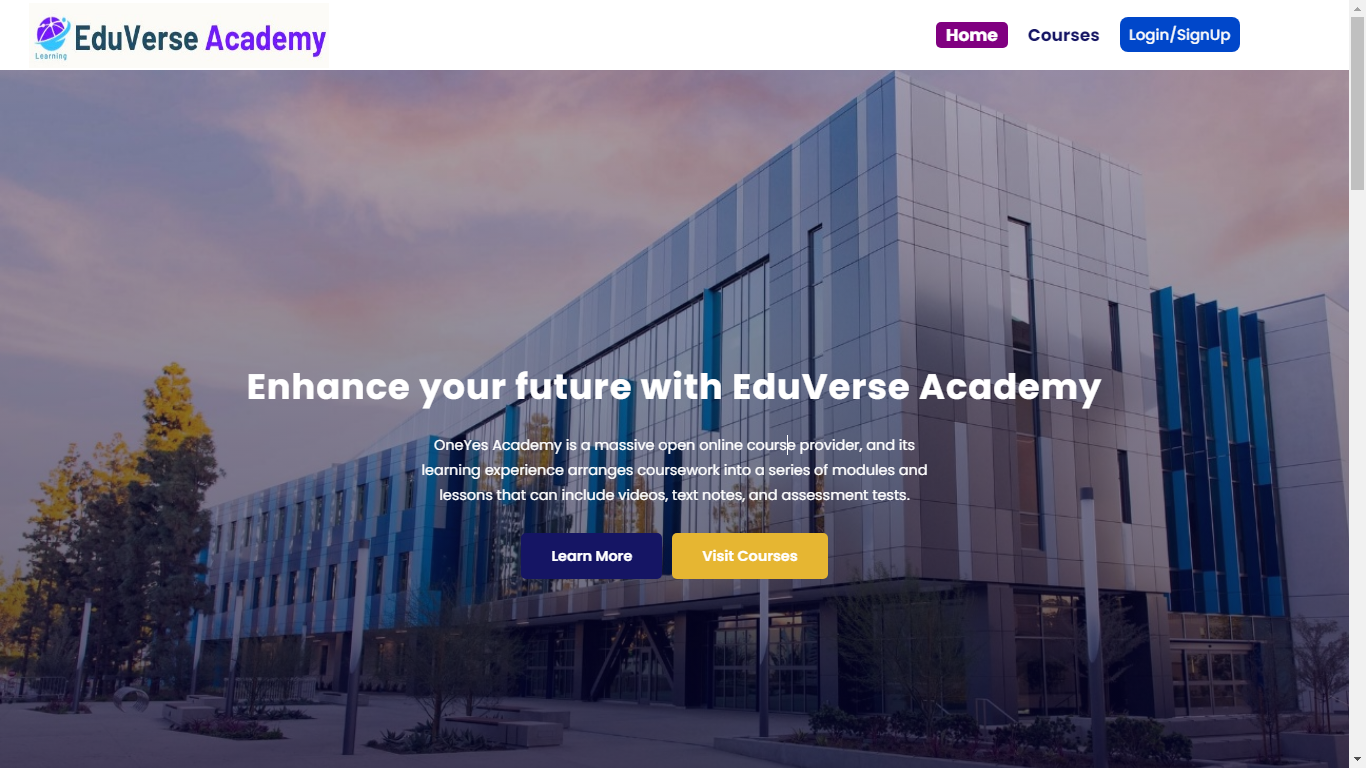 EduVerse Academy
Learning
Home
Courses
Login/SignUp
Enhance your future with EduVerse Academy
OneYes Academy is a massive open online course provider, and its
learning experience arranges coursework into a series of modules and
lessons that can include videos, text notes, and assessment tests.
Learn More
Visit Courses